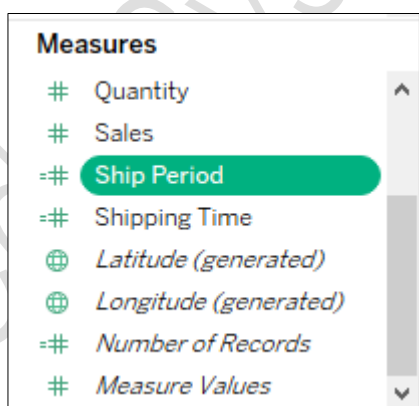 Measures
# Quantity
# Sales
=# Ship Period
=# Shipping Time
Latitude (generated)
Longitude (generated)
=# Number of Records
# Measure Values